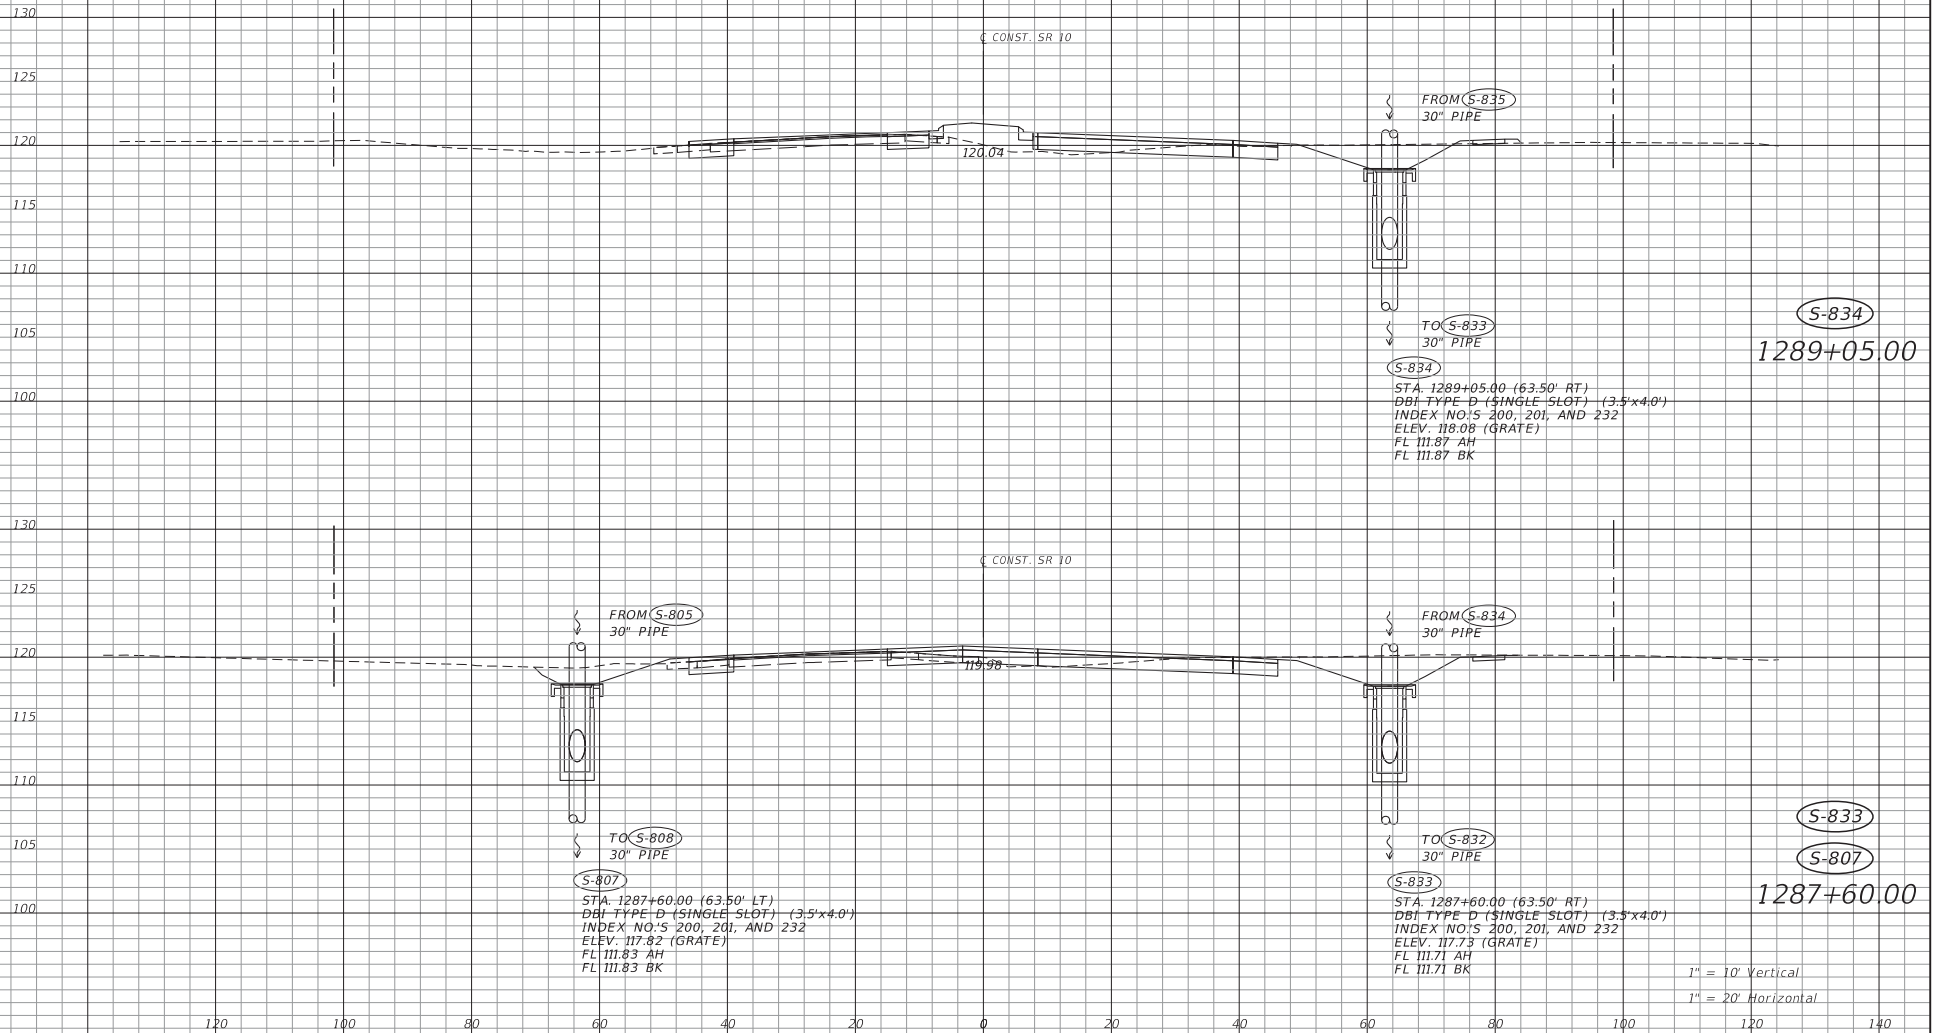 130
℄ CONST. SR 10
125
FROM S-835
30" PIPE
120
120.04
115
110
105
TO S-833
30" PIPE
S-834
1289+05.00
S-834
STA. 1289+05.00 (63.50' RT)
DBI TYPE D (SINGLE SLOT) (3.5'x4.0')
INDEX NO.'S 200, 201, AND 232
ELEV. 118.08 (GRATE)
FL 111.87 AH
FL 111.87 BK
100
130
℄ CONST. SR 10
125
FROM S-805
30" PIPE
FROM S-834
30" PIPE
120
119.98
115
110
105
TO S-808
30" PIPE
TO S-832
30" PIPE
S-833
S-807
1287+60.00
S-807
STA. 1287+60.00 (63.50' LT)
DBI TYPE D (SINGLE SLOT) (3.5'x4.0')
INDEX NO.'S 200, 201, AND 232
ELEV. 117.82 (GRATE)
FL 111.83 AH
FL 111.83 BK
S-833
STA. 1287+60.00 (63.50' RT)
DBI TYPE D (SINGLE SLOT) (3.5'x4.0')
INDEX NO.'S 200, 201, AND 232
ELEV. 117.73 (GRATE)
FL 111.71 AH
FL 111.71 BK
100
1" = 10' Vertical
1" = 20' Horizontal
120 100 80 60 40 20 0 20 40 60 80 100 120 140